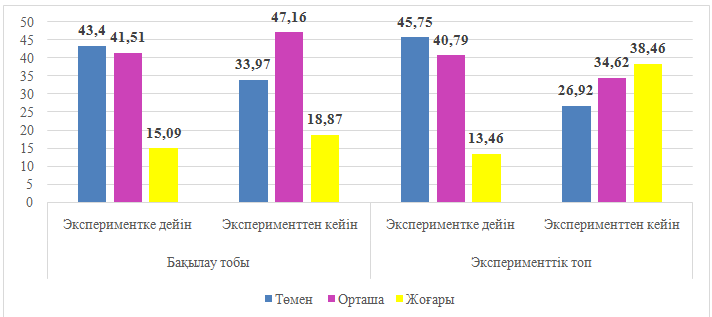 50
45
40
35
30
25
20
15
10
5
0
43,4 41,51 15,09 33,97 47,16 18,87 45,75 40,79 13,46 26,92 34,62 38,46
Экспериментке дейін Эксперименттен кейін Экспериментке дейін Эксперименттен кейін
Бақылау тобы Эксперименттік топ
Төмен Орташа Жоғары